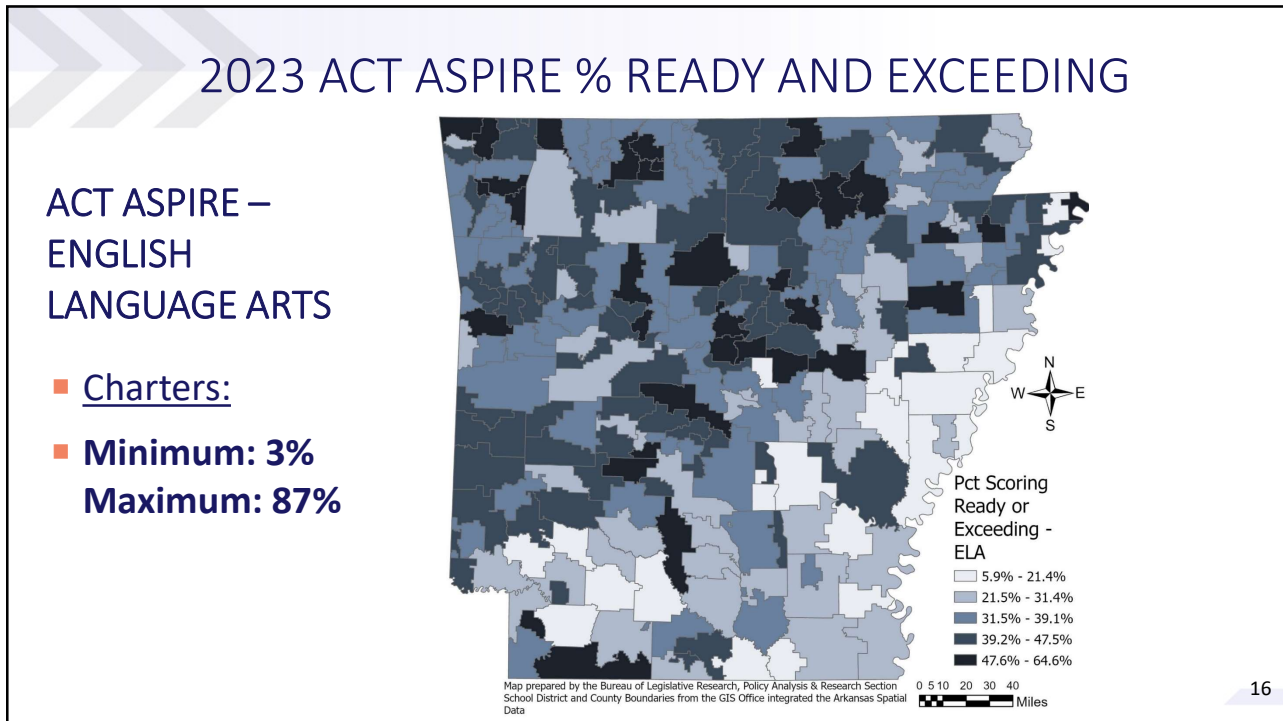 2023 ACT ASPIRE % READY AND EXCEEDING
ACT ASPIRE –
ENGLISH
LANGUAGE ARTS
Charters:
Minimum: 3%
Maximum: 87%
N
W
E
S
Pct Scoring
Ready or
Exceeding -
ELA
5.9% - 21.4%
21.5% - 31.4%
31.5% - 39.1%
39.2% - 47.5%
47.6% - 64.6%
Map prepared by the Bureau of Legislative Research, Policy Analysis & Research Section
School District and County Boundaries from the GIS Office integrated the Arkansas Spatial
Data
0 5 10 20 30 40
Miles
16